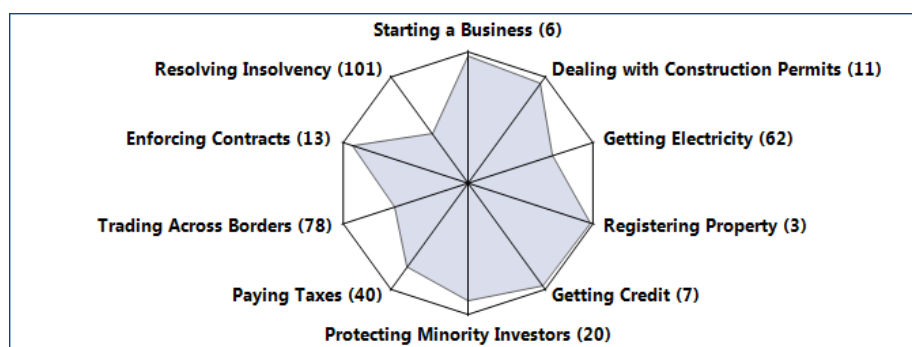 Starting a Business (6)
Resolving Insolvency (101)
Dealing with Construction Permits (11)
Enforcing Contracts (13)
Getting Electricity (62)
Trading Across Borders (78)
Registering Property (3)
Paying Taxes (40)
Getting Credit (7)
Protecting Minority Investors (20)